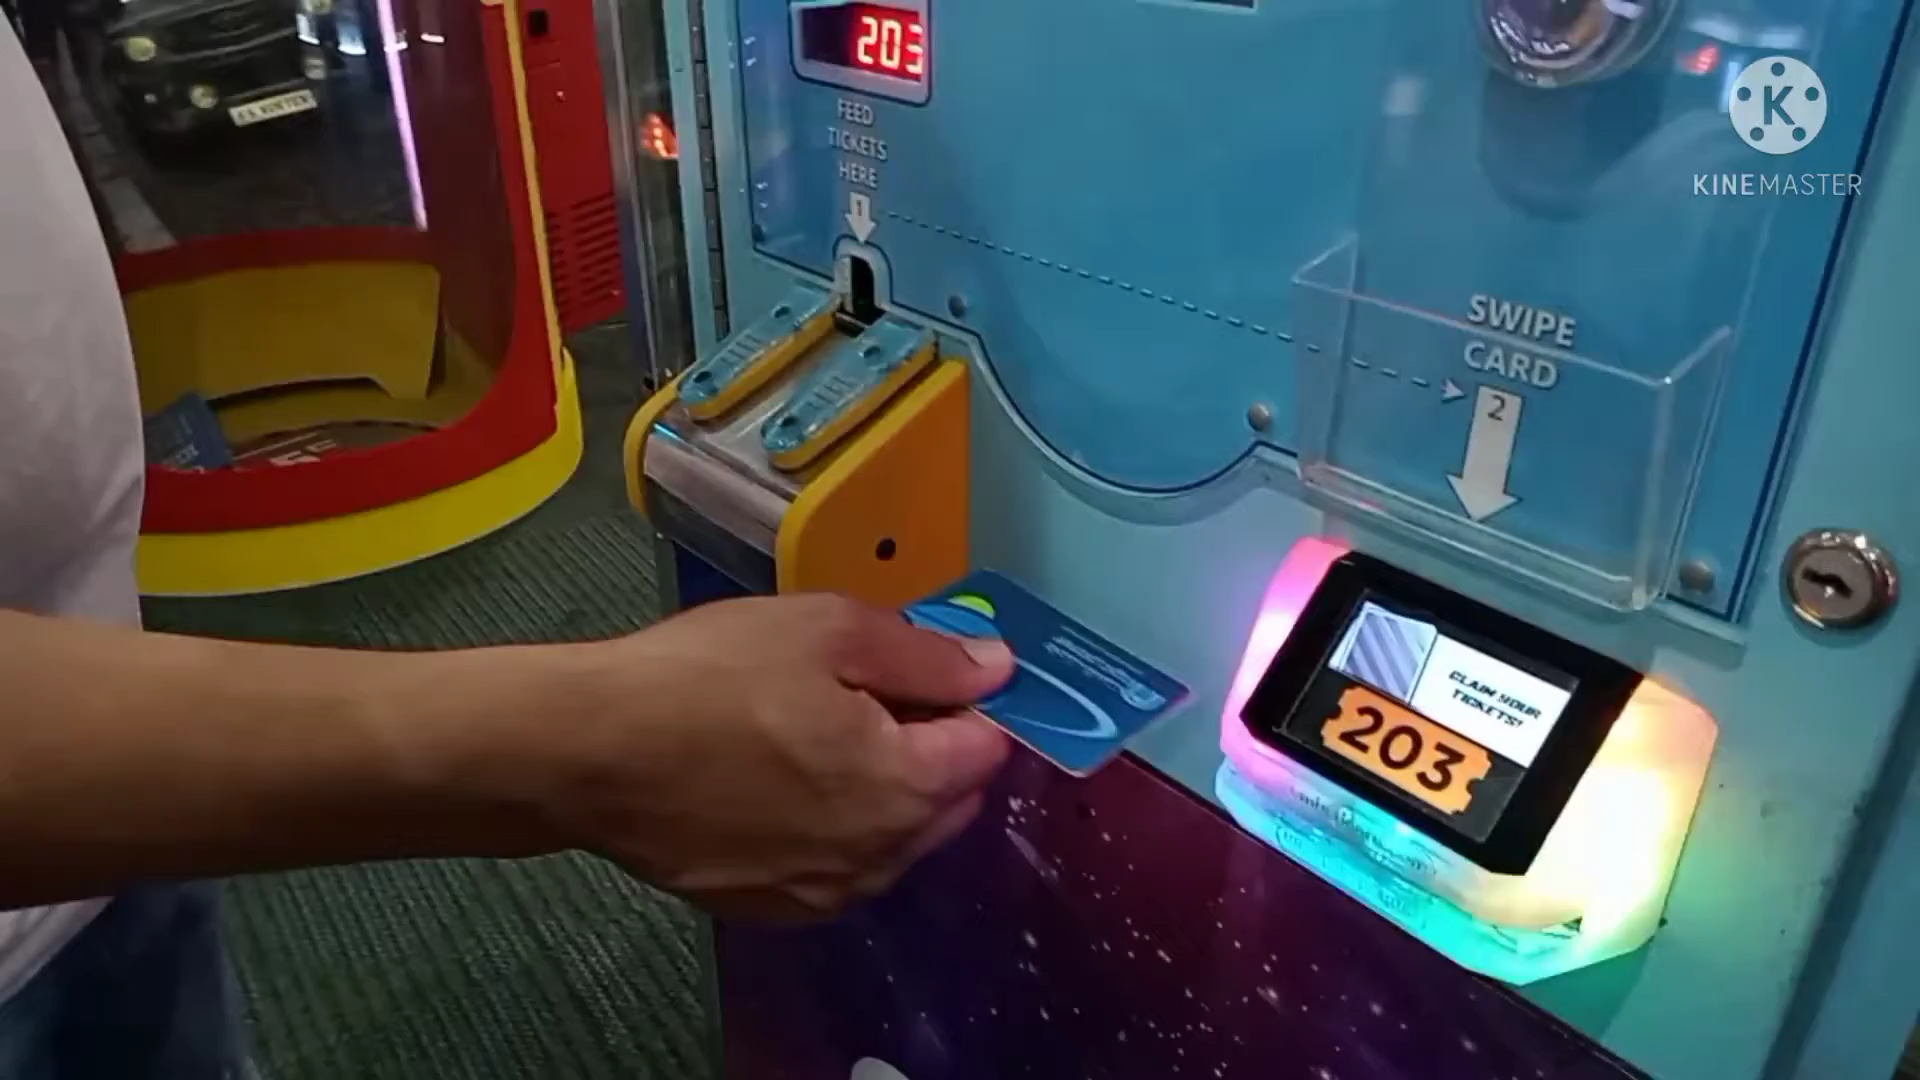 203
FEED
TICKETS
HERE
1
K
KINEMASTER
SWIPE
CARD
2
CLAIM YOUR
TICKETS!
203